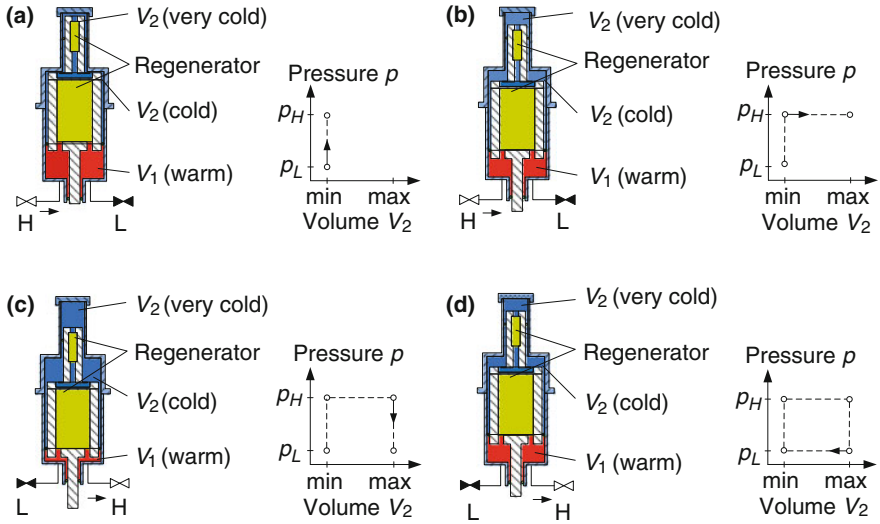 (a)
V2 (very cold)
Regenerator
V2 (cold)
V1 (warm)
H
L
Pressure p
pH
pL
min max
Volume V2
(b)
V2 (very cold)
Regenerator
V2 (cold)
V1 (warm)
H
L
Pressure p
pH
pL
min max
Volume V2
(c)
V2 (very cold)
Regenerator
V2 (cold)
V1 (warm)
L
H
Pressure p
pH
pL
min max
Volume V2
(d)
V2 (very cold)
Regenerator
V2 (cold)
V1 (warm)
L
H
Pressure p
pH
pL
min max
Volume V2